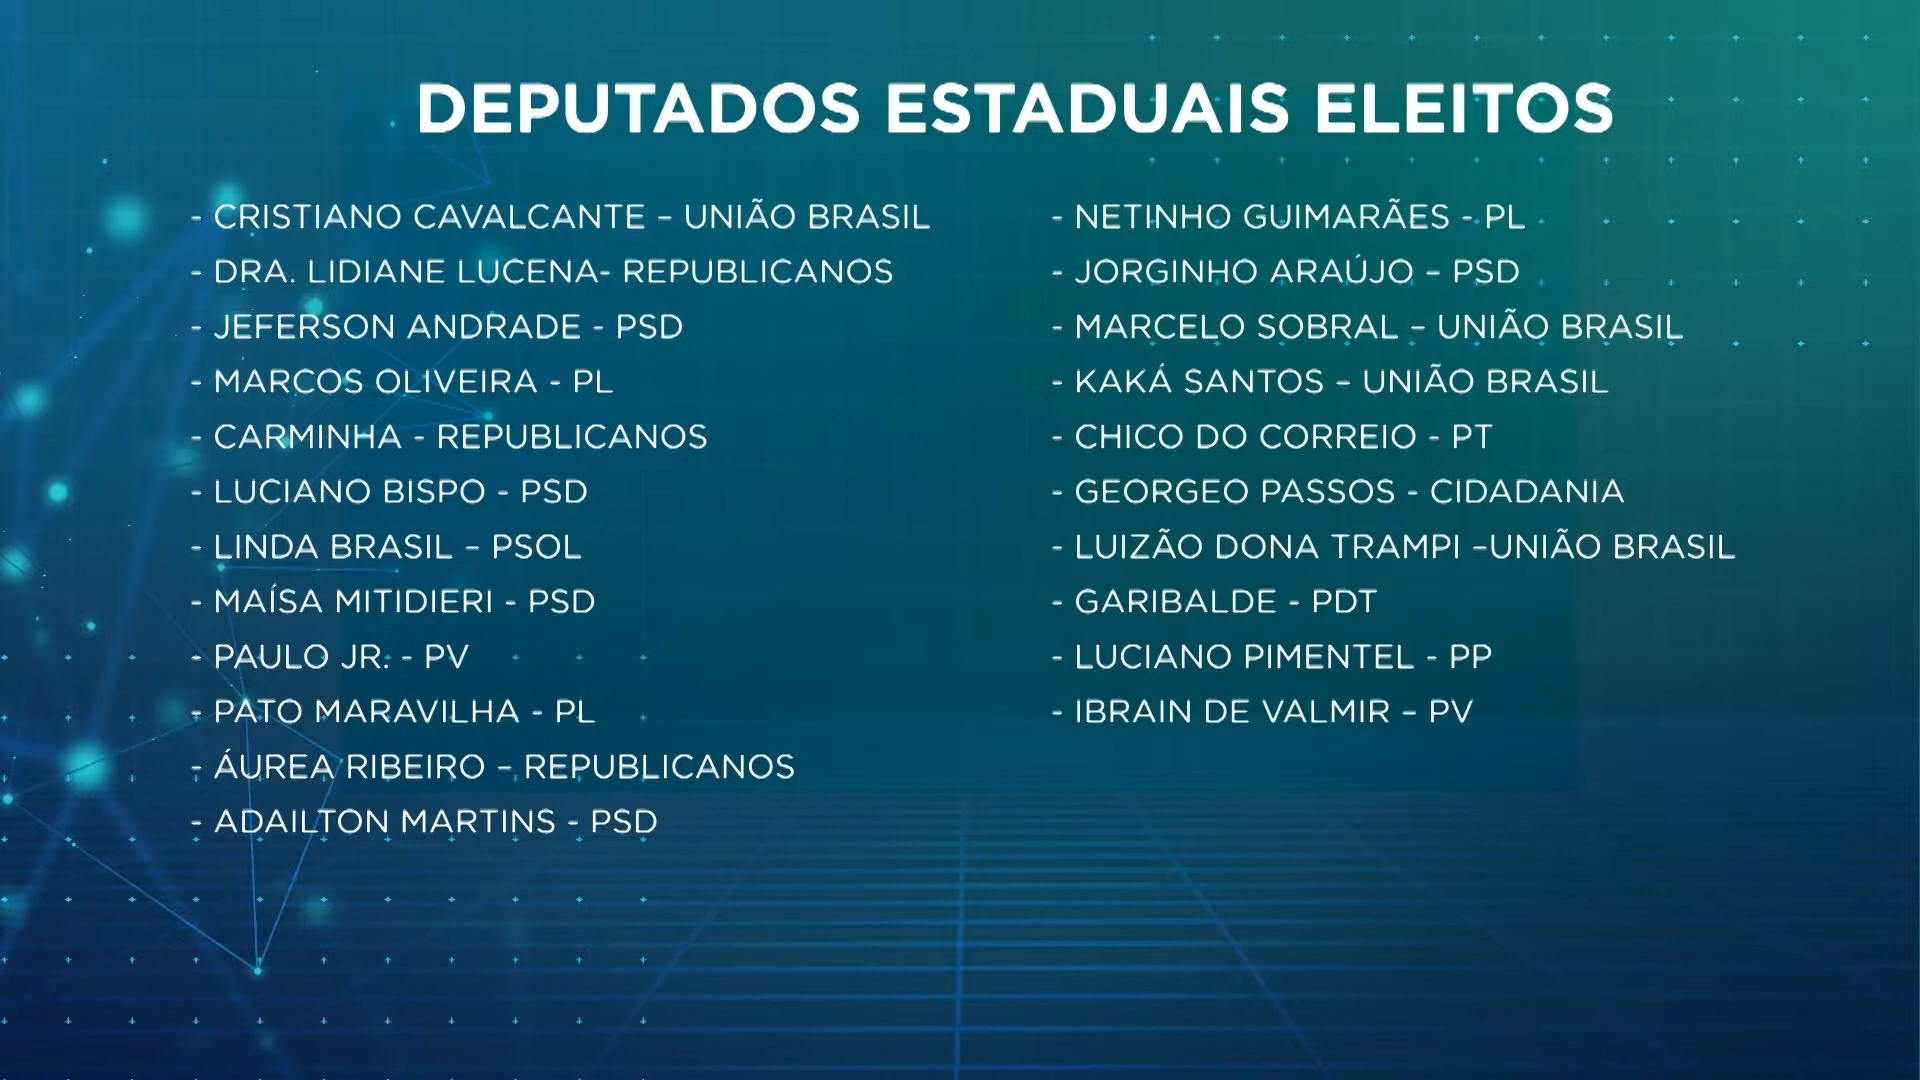 DEPUTADOS ESTADUAIS ELEITOS
- CRISTIANO CAVALCANTE – UNIÃO BRASIL
- DRA. LIDIANE LUCENA- REPUBLICANOS
- JEFERSON ANDRADE - PSD
- MARCOS OLIVEIRA - PL
- CARMINHA - REPUBLICANOS
- LUCIANO BISPO - PSD
- LINDA BRASIL – PSOL
- MAÍSA MITIDIERI - PSD
- PAULO JR. - PV
- PATO MARAVILHA - PL
- ÁUREA RIBEIRO – REPUBLICANOS
- ADAILTON MARTINS - PSD
- NETINHO GUIMARÃES - PL
- JORGINHO ARAÚJO – PSD
- MARCELO SOBRAL – UNIÃO BRASIL
- KAKÁ SANTOS – UNIÃO BRASIL
- CHICO DO CORREIO - PT
- GEORGEO PASSOS - CIDADANIA
- LUIZÃO DONA TRAMPI –UNIÃO BRASIL
- GARIBALDE - PDT
- LUCIANO PIMENTEL - PP
- IBRAIN DE VALMIR – PV